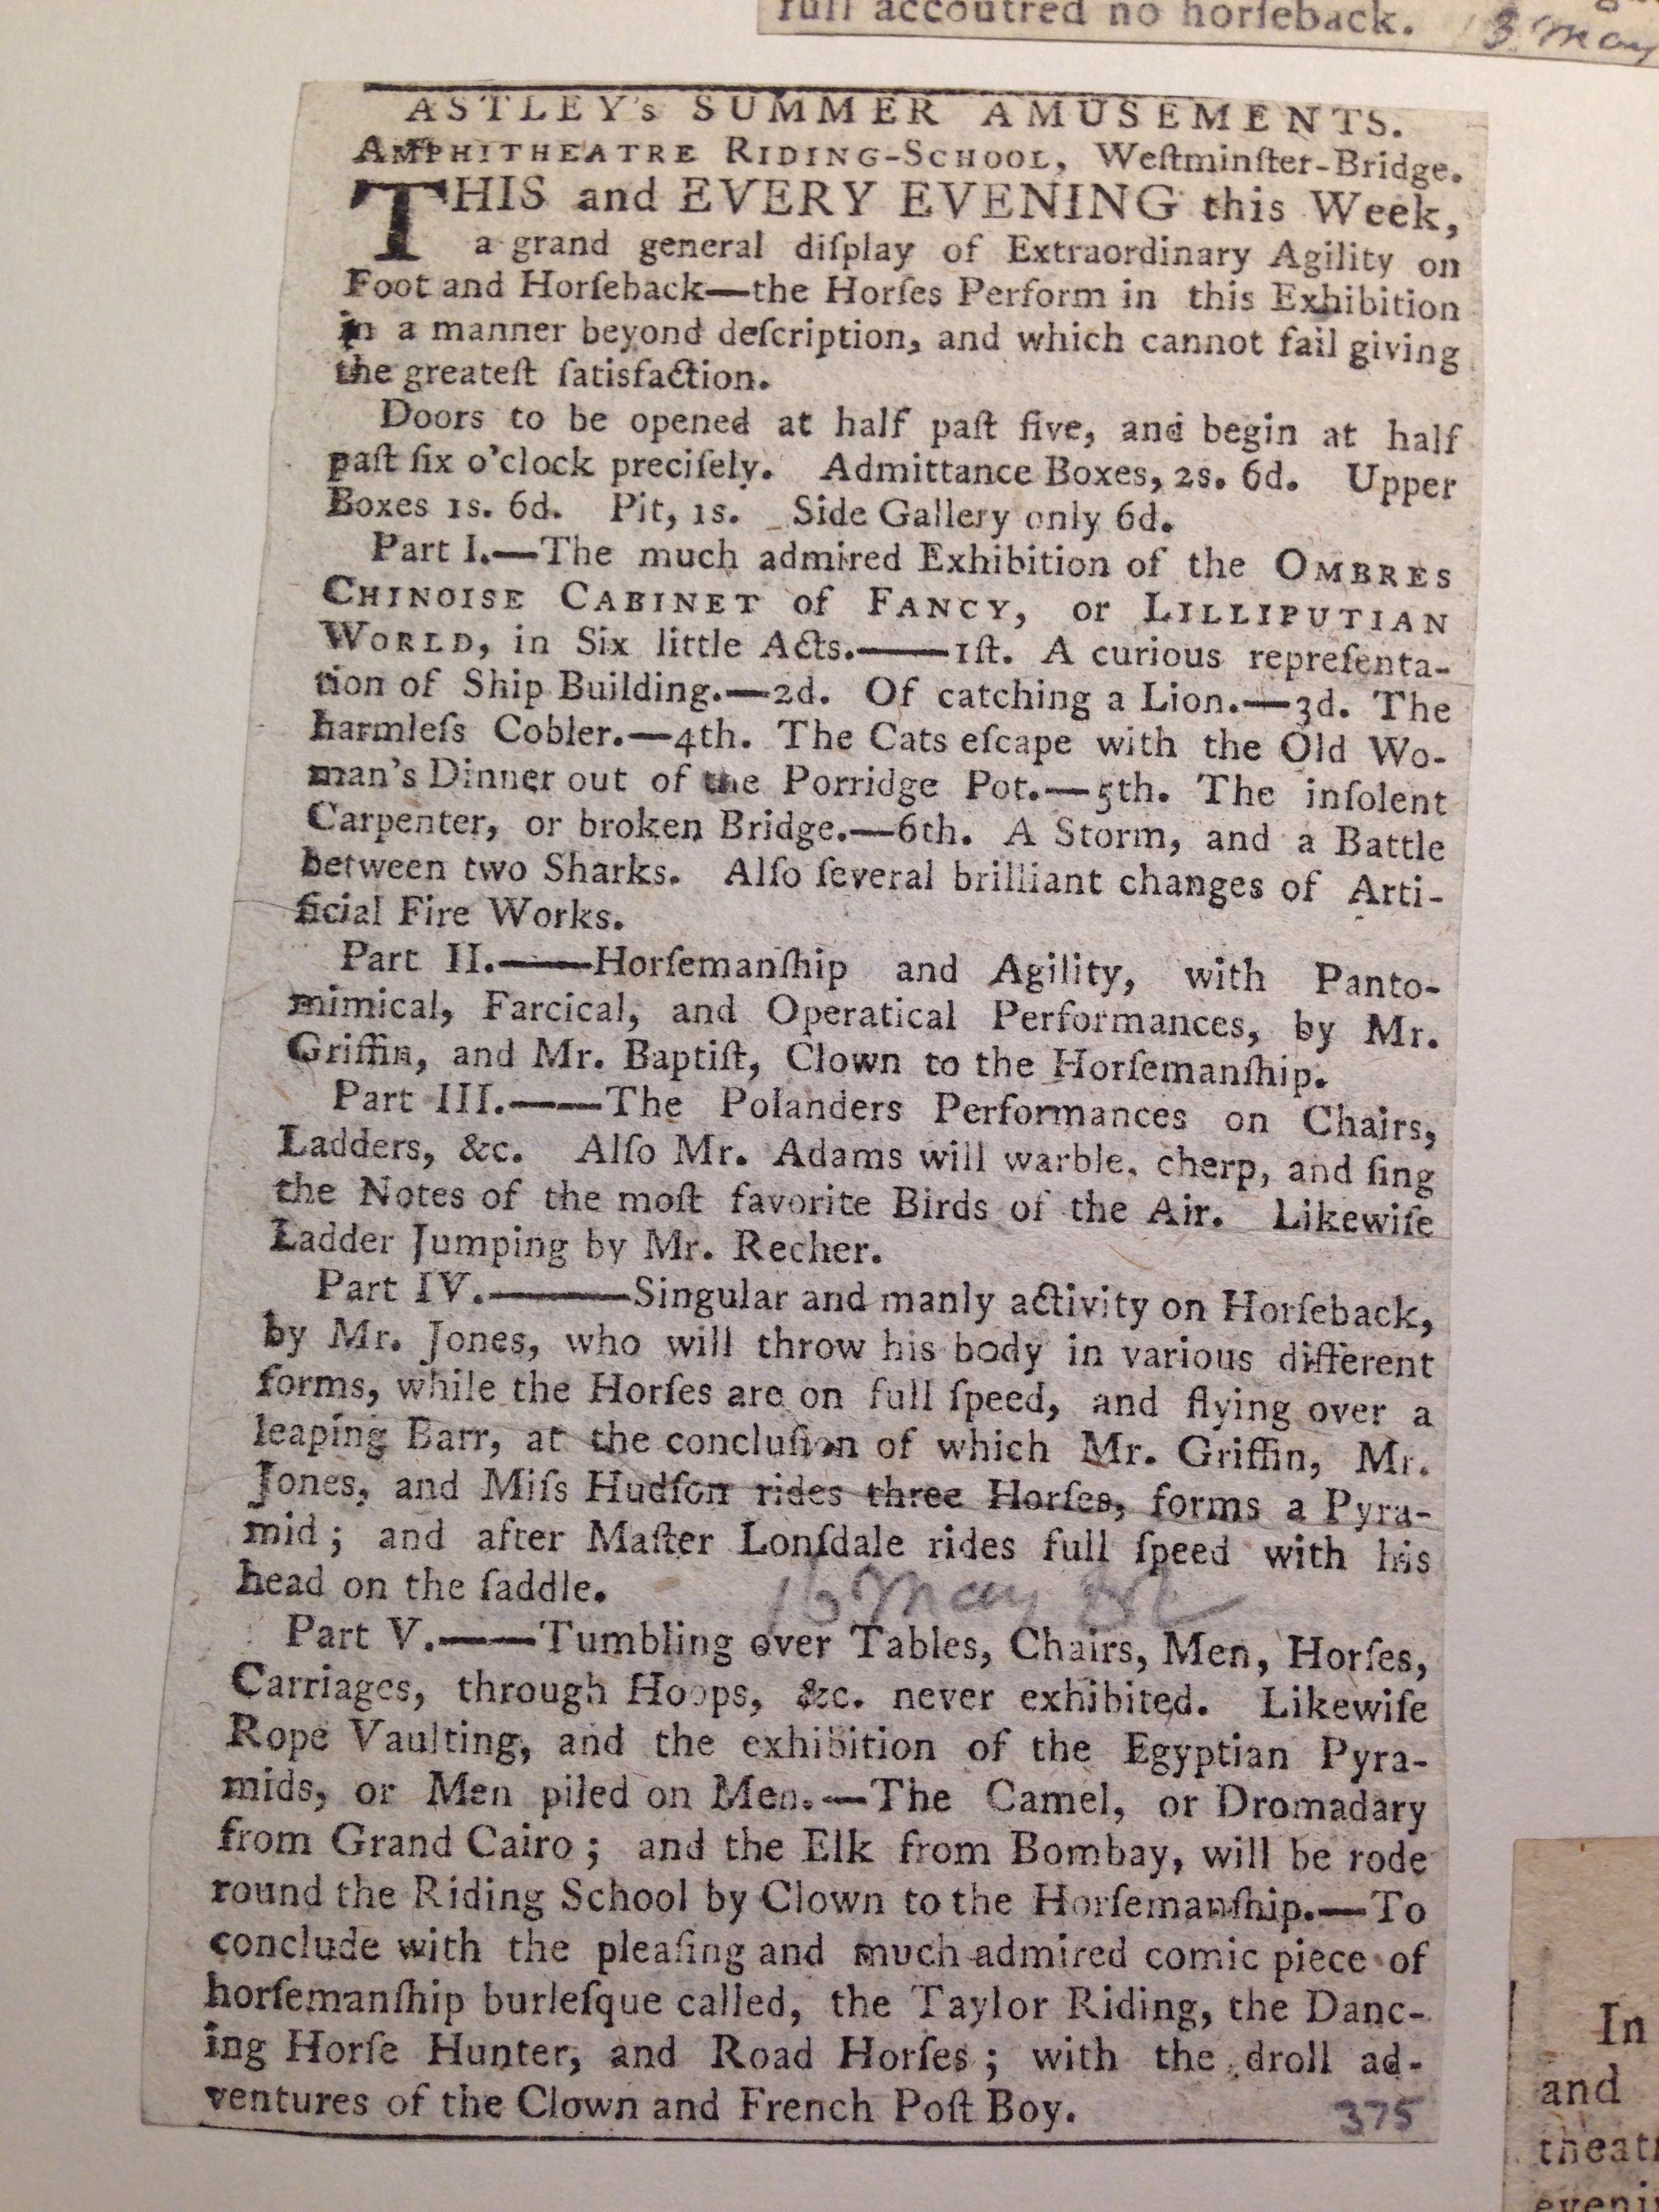 full accoutred no horſeback. 3 May
ASTLEY's SUMMER AMUSEMENTS.
AMPHITHEATRE RIDING-SCHOOL, Weſtminſter-Bridge.
THIS and EVERY EVENING this Week,
a grand general diſplay of Extraordinary Agility on
Foot and Horſeback—the Horſes Perform in this Exhibition
in a manner beyond deſcription, and which cannot fail giving
the greateſt ſatisfaction.
Doors to be opened at half paſt five, and begin at half
paſt ſix o'clock preciſely. Admittance Boxes, 2s. 6d. Upper
Boxes 1s. 6d. Pit, 1s. Side Gallery only 6d.
Part I.—The much admired Exhibition of the OMBRES
CHINOISE CABINET of FANCY, or LILLIPUTIAN
WORLD, in Six little Acts.——1ſt. A curious repreſenta-
tion of Ship Building.—2d. Of catching a Lion.—3d. The
harmleſs Cobler.—4th. The Cats eſcape with the Old Wo-
man's Dinner out of the Porridge Pot.—5th. The inſolent
Carpenter, or broken Bridge.—6th. A Storm, and a Battle
between two Sharks. Alſo ſeveral brilliant changes of Arti-
ficial Fire Works.
Part II.——Horſemanſhip and Agility, with Panto-
mimical, Farcical, and Operatical Performances, by Mr.
Griffin, and Mr. Baptiſt, Clown to the Horſemanſhip.
Part III.——The Polanders Performances on Chairs,
Ladders, &c. Alſo Mr. Adams will warble, cherp, and ſing
the Notes of the moſt favorite Birds of the Air. Likewiſe
Ladder Jumping by Mr. Recher.
Part IV.———Singular and manly activity on Horſeback,
by Mr. Jones, who will throw his body in various different
forms, while the Horſes are on full ſpeed, and flying over a
leaping Barr, at the concluſion of which Mr. Griffin, Mr.
Jones, and Miſs Hudſon rides three Horſes, forms a Pyra-
mid; and after Maſter Lonſdale rides full ſpeed with his
head on the ſaddle.
16 May
Part V.——Tumbling over Tables, Chairs, Men, Horſes,
Carriages, through Hoops, &c. never exhibited. Likewiſe
Rope Vaulting, and the exhibition of the Egyptian Pyra-
mids, or Men piled on Men.—The Camel, or Dromadary
from Grand Cairo; and the Elk from Bombay, will be rode
round the Riding School by Clown to the Horſemanſhip.—To
conclude with the pleaſing and much admired comic piece of
horſemanſhip burleſque called, the Taylor Riding, the Danc-
ing Horſe Hunter, and Road Horſes; with the droll ad-
ventures of the Clown and French Poſt Boy.
375
In
and